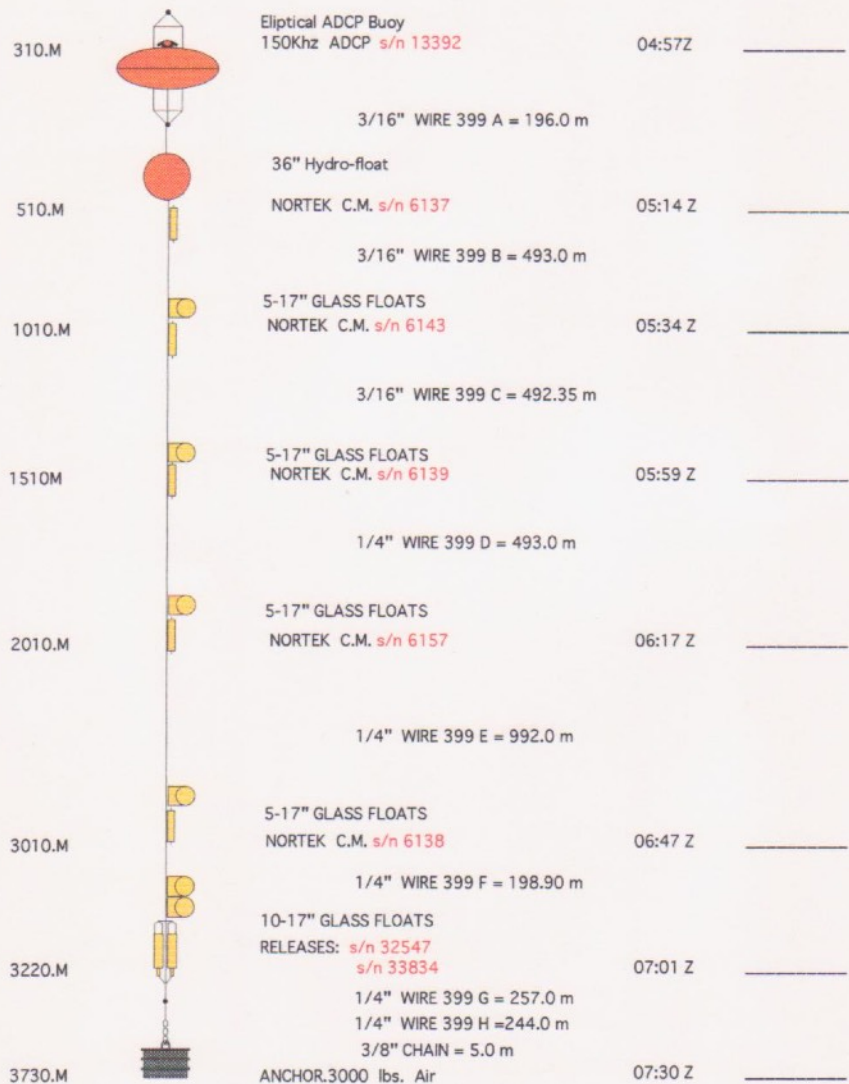 Eliptical ADCP Buoy
310.M 150Khz ADCP s/n 13392 04:57Z
3/16" WIRE 399 A = 196.0 m
36" Hydro-float
510.M NORTEK C.M. s/n 6137 05:14 Z
3/16" WIRE 399 B = 493.0 m
5-17" GLASS FLOATS
1010.M NORTEK C.M. s/n 6143 05:34 Z
3/16" WIRE 399 C = 492.35 m
5-17" GLASS FLOATS
1510M NORTEK C.M. s/n 6139 05:59 Z
1/4" WIRE 399 D = 493.0 m
5-17" GLASS FLOATS
2010.M NORTEK C.M. s/n 6157 06:17 Z
1/4" WIRE 399 E = 992.0 m
5-17" GLASS FLOATS
3010.M NORTEK C.M. s/n 6138 06:47 Z
1/4" WIRE 399 F = 198.90 m
10-17" GLASS FLOATS
RELEASES: s/n 32547
3220.M s/n 33834 07:01 Z
1/4" WIRE 399 G = 257.0 m
1/4" WIRE 399 H =244.0 m
3/8" CHAIN = 5.0 m
3730.M ANCHOR.3000 lbs. Air 07:30 Z